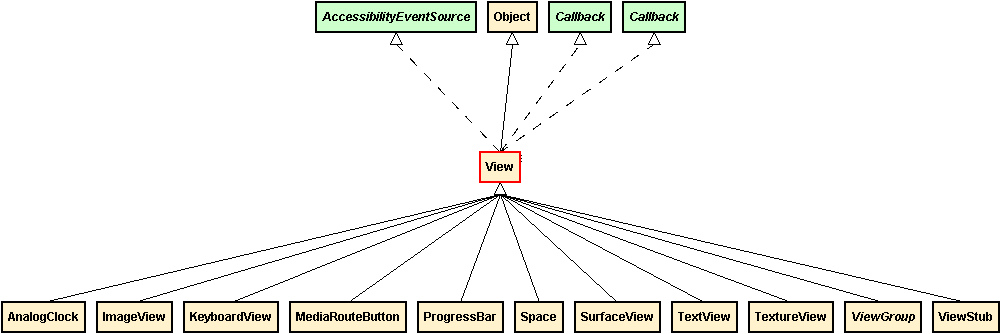 AccessibilityEventSource Object Callback Callback
View
AnalogClock ImageView KeyboardView MediaRouteButton ProgressBar Space SurfaceView TextView TextureView ViewGroup ViewStub